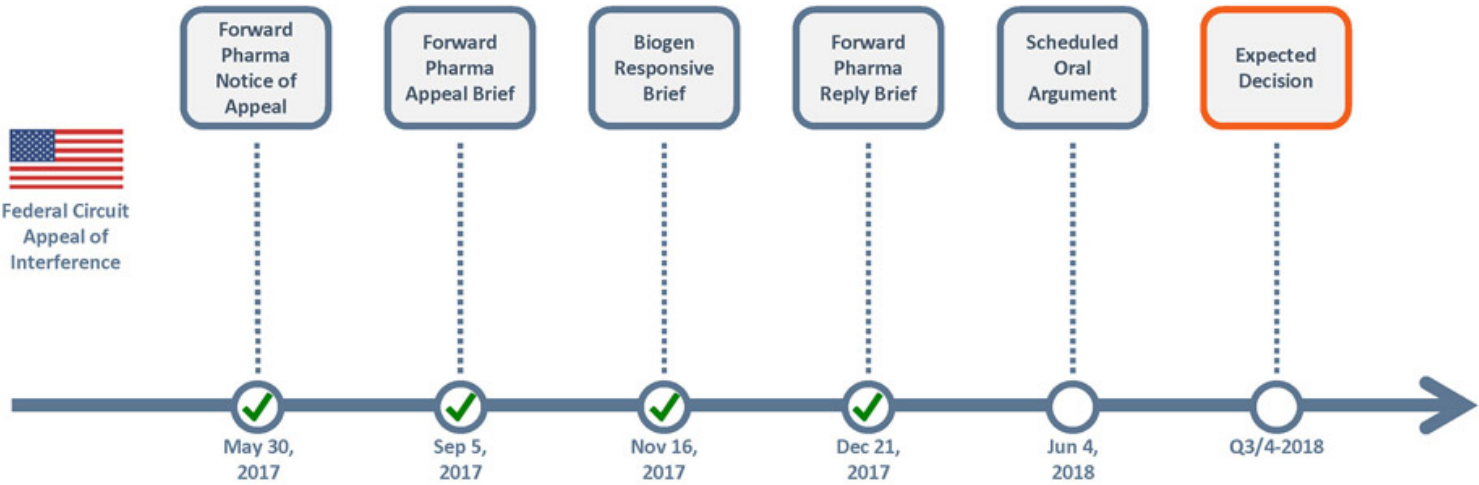 Forward
Pharma
Notice of
Appeal
Forward
Pharma
Appeal Brief
Biogen
Responsive
Brief
Forward
Pharma
Reply Brief
Scheduled
Oral
Argument
Expected
Decision
Federal Circuit
Appeal of
Interference
May 30,
2017
Sep 5,
2017
Nov 16,
2017
Dec 21,
2017
Jun 4,
2018
Q3/4-2018